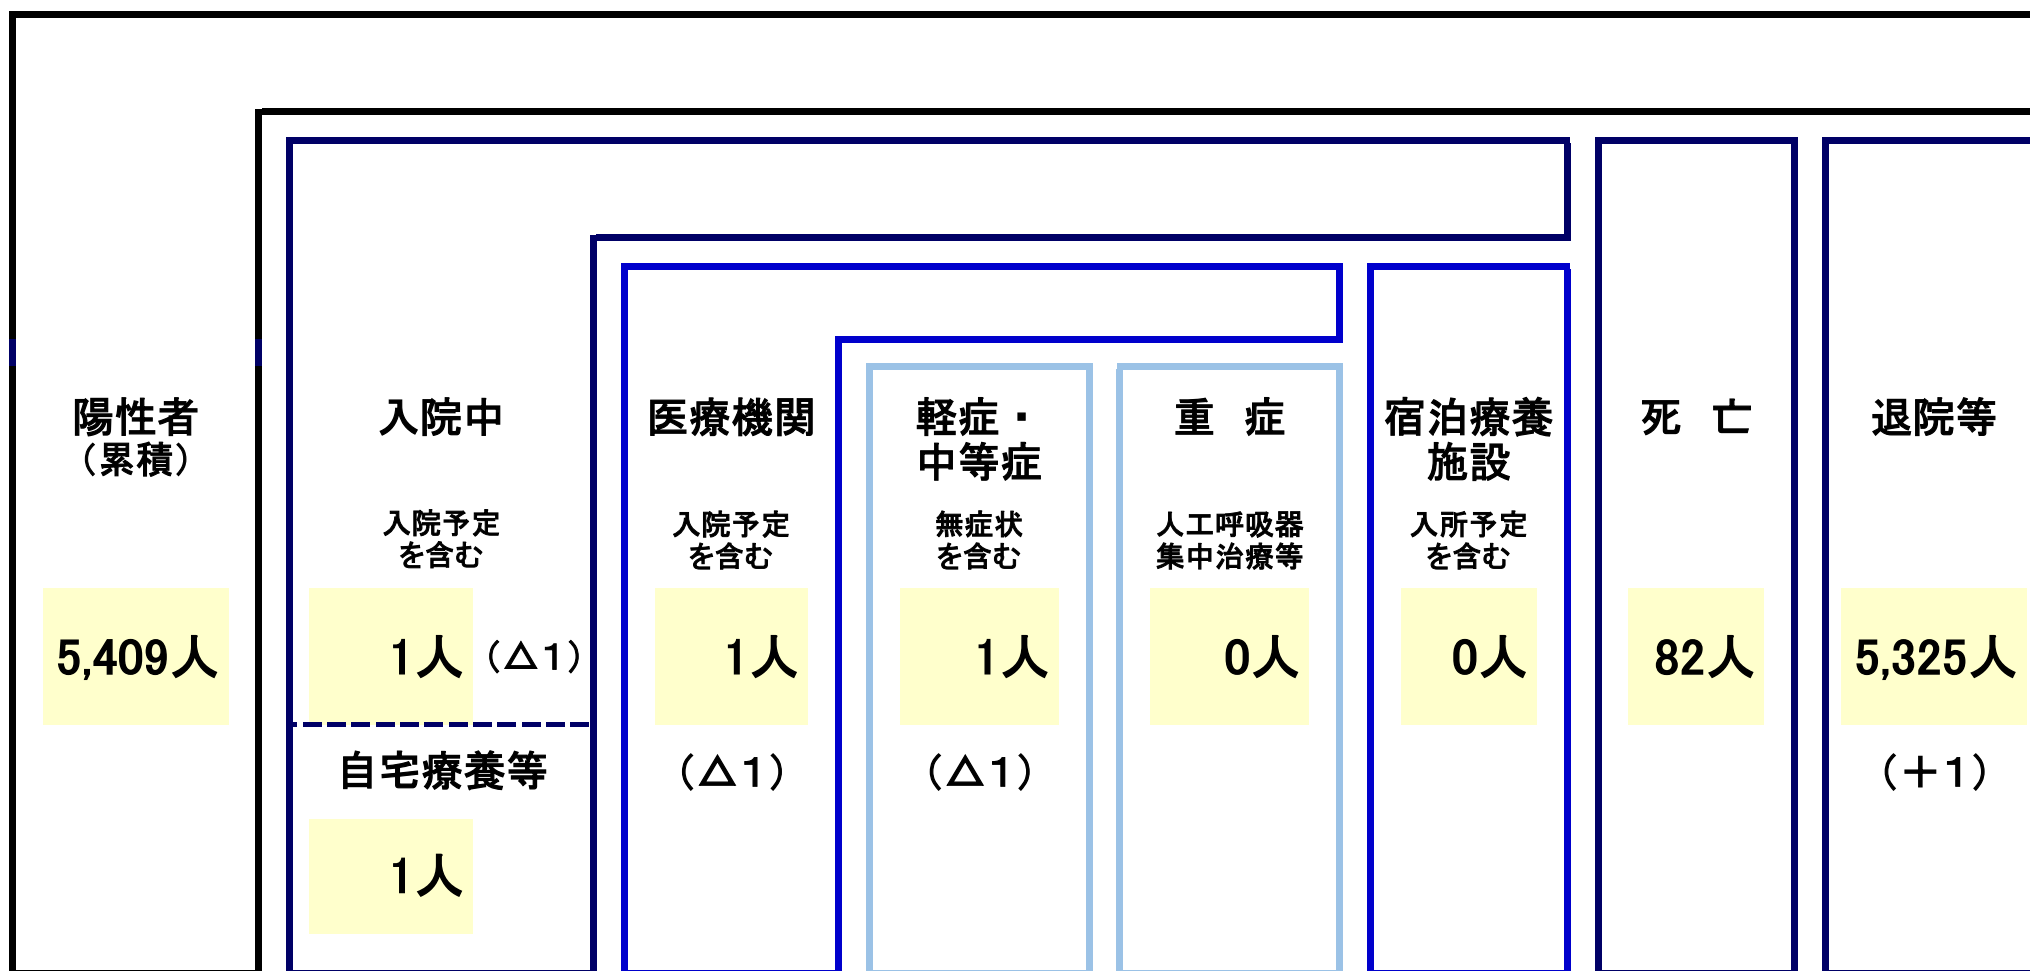 陽性者
（累積）
5,409人
入院中
入院予定
を含む
1人（△1）
自宅療養等
1人
医療機関
入院予定
を含む
1人
（△1）
軽症・
中等症
無症状
を含む
1人
（△1）
重　症
人工呼吸器
集中治療等
0人
宿泊療養
施設
入所予定
を含む
0人
死　亡
82人
退院等
5,325人
（＋1）